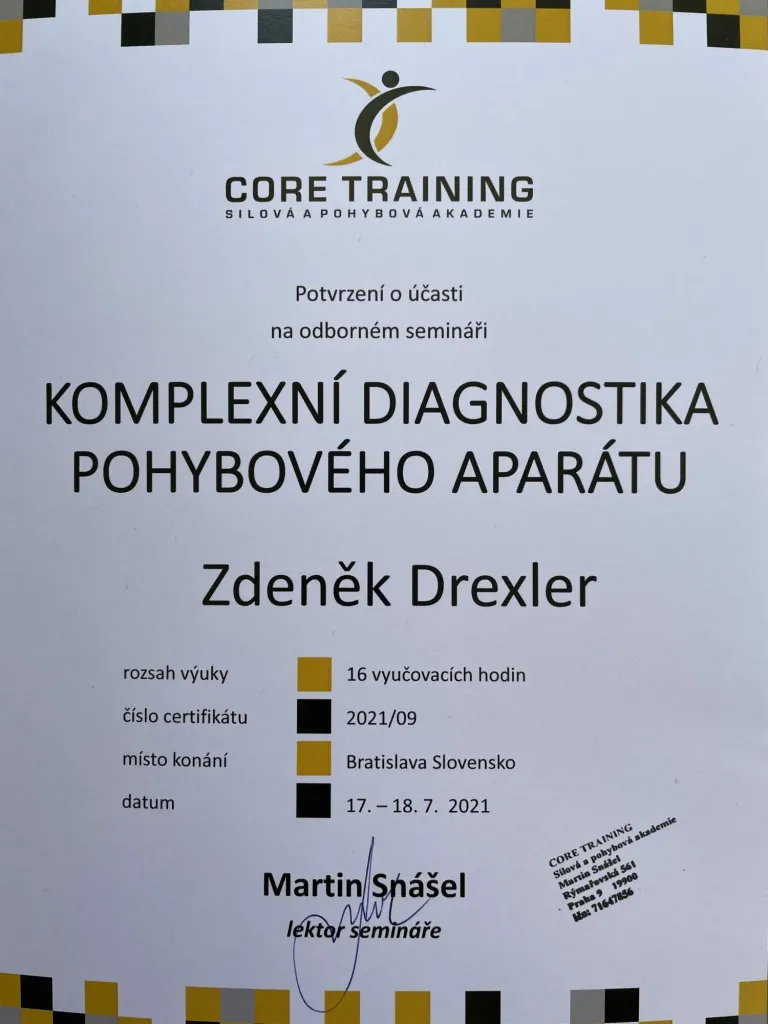 CORE TRAINING
SILOVÁ A POHYBOVÁ AKADEMIE
Potvrzení o účasti
na odborném semináři
KOMPLEXNÍ DIAGNOSTIKA
POHYBOVÉHO APARÁTU
Zdeněk Drexler
rozsah výuky 16 vyučovacích hodin
číslo certifikátu 2021/09
místo konání Bratislava Slovensko
datum 17. – 18. 7. 2021
Martin Snášel
lektor semináře
CORE TRAINING
Silová a pohybová akademie
Martin Snášel
Rýmařovská 561
Praha 9 19900
Ičo: 71647856